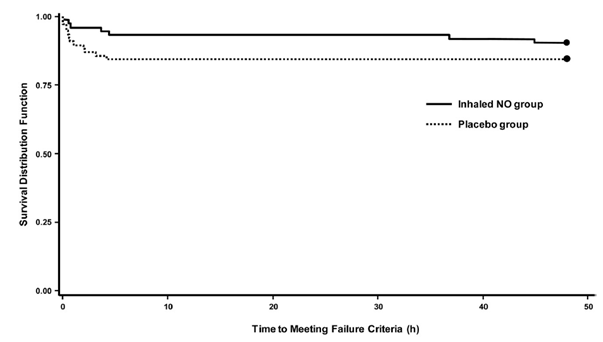 1.00
0.75
0.50
0.25
0.00
Survival Distribution Function
Inhaled NO group
Placebo group
0 10 20 30 40 50
Time to Meeting Failure Criteria (h)